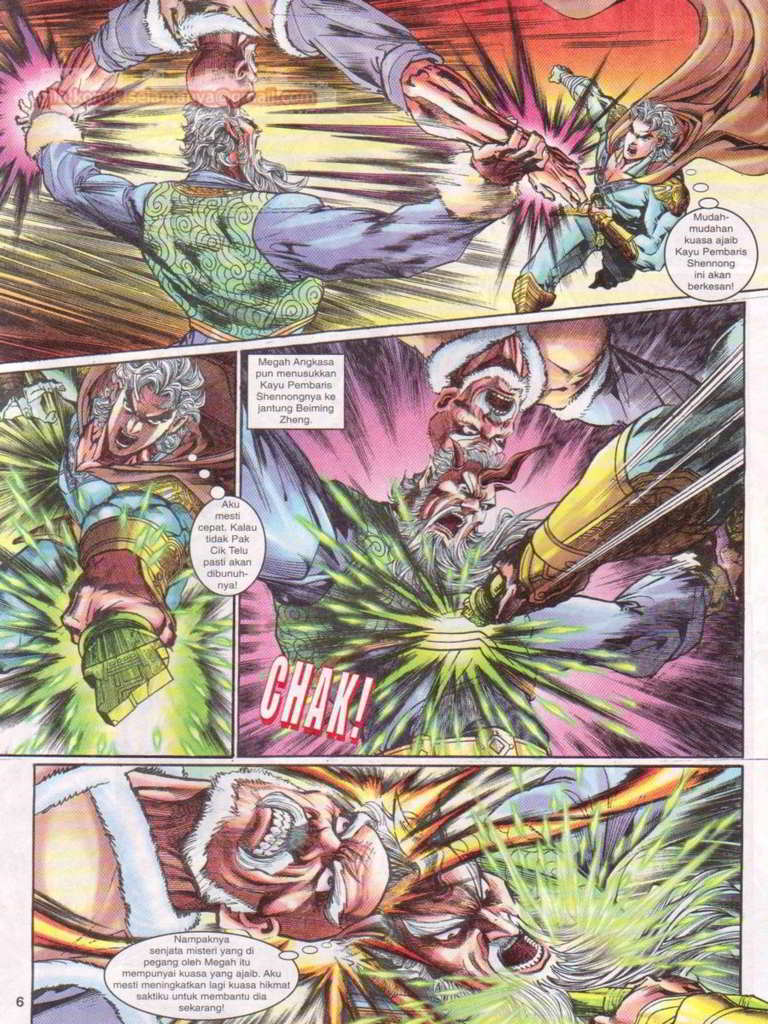 Mudah-
mudahan
kuasa ajaib
Kayu Pembaris
Shennong
ini akan
berkesan!
Megah Angkasa
pun menusukkan
Kayu Pembaris
Shennongnya ke
jantung Beiming
Zheng.
Aku
mesti
cepat. Kalau
tidak Pak
Cik Telu
pasti akan
dibunuh-
nya!
CHAK!
Nampaknya
senjata misteri yang di
pegang oleh Megah itu
mempunyai kuasa yang ajaib. Aku
mesti meningkatkan lagi kuasa hikmat
saktiku untuk membantu dia
sekarang!
6